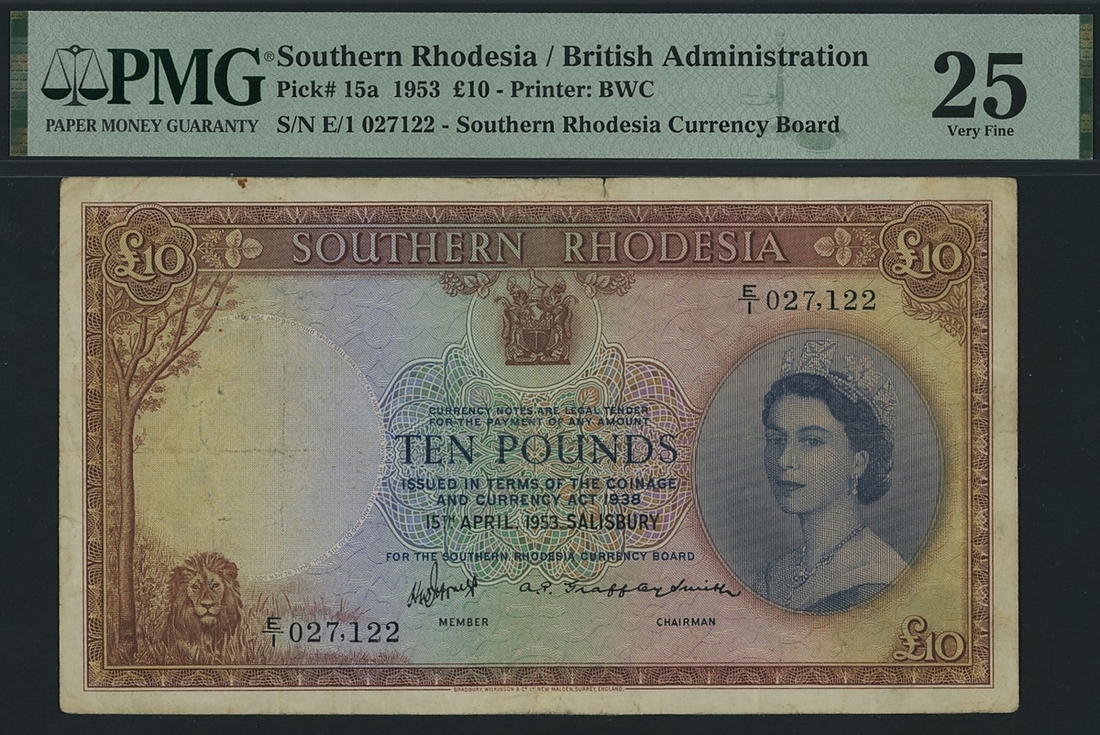 PMG®
PAPER MONEY GUARANTY
Southern Rhodesia / British Administration
Pick# 15a 1953 £10 - Printer: BWC
S/N E/1 027122 - Southern Rhodesia Currency Board
25
Very Fine
£10 SOUTHERN RHODESIA £10
E/1 027,122
CURRENCY NOTES ARE LEGAL TENDER
FOR THE PAYMENT OF ANY AMOUNT
TEN POUNDS
ISSUED IN TERMS OF THE COINAGE
AND CURRENCY ACT 1938
15TH APRIL, 1953 SALISBURY
FOR THE SOUTHERN RHODESIA CURRENCY BOARD
A.P. Grafftey Smith
MEMBER CHAIRMAN
E/1 027,122
£10
BRADBURY, WILKINSON & Co. LD. NEW MALDEN, SURREY, ENGLAND.